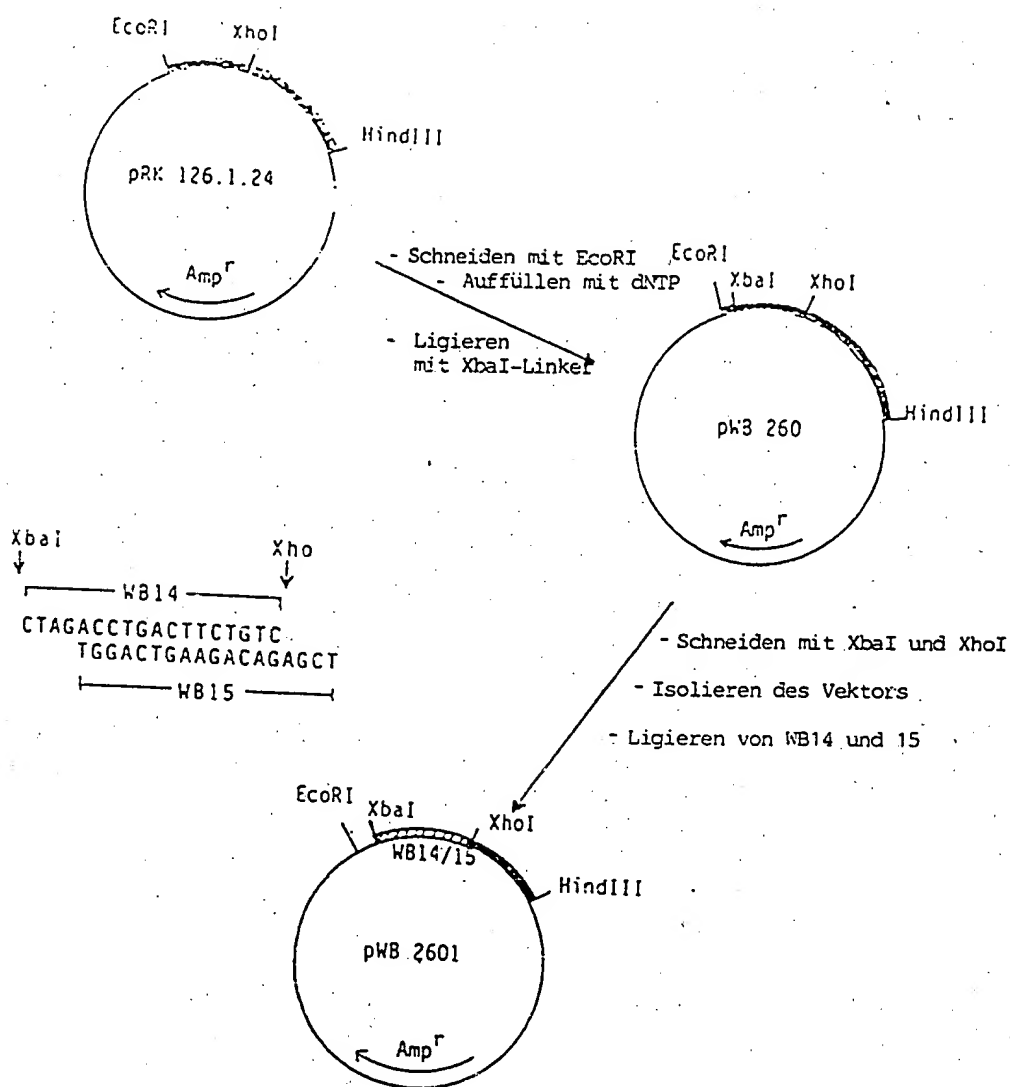 EcoRI XhoI
HindIII
pRK 126.1.24
Amp^r
- Schneiden mit EcoRI
- Auffüllen mit dNTP
- Ligieren
mit XbaI-Linker
EcoRI
XbaI XhoI
HindIII
pWB 260
Amp^r
XbaI Xho
WB14
CTAGACCTGACTTCTGTC
TGGACTGAAGACAGAGCT
WB15
- Schneiden mit XbaI und XhoI
- Isolieren des Vektors
- Ligieren von WB14 und 15
EcoRI XbaI XhoI
WB14/15
HindIII
pWB 2601
Amp^r